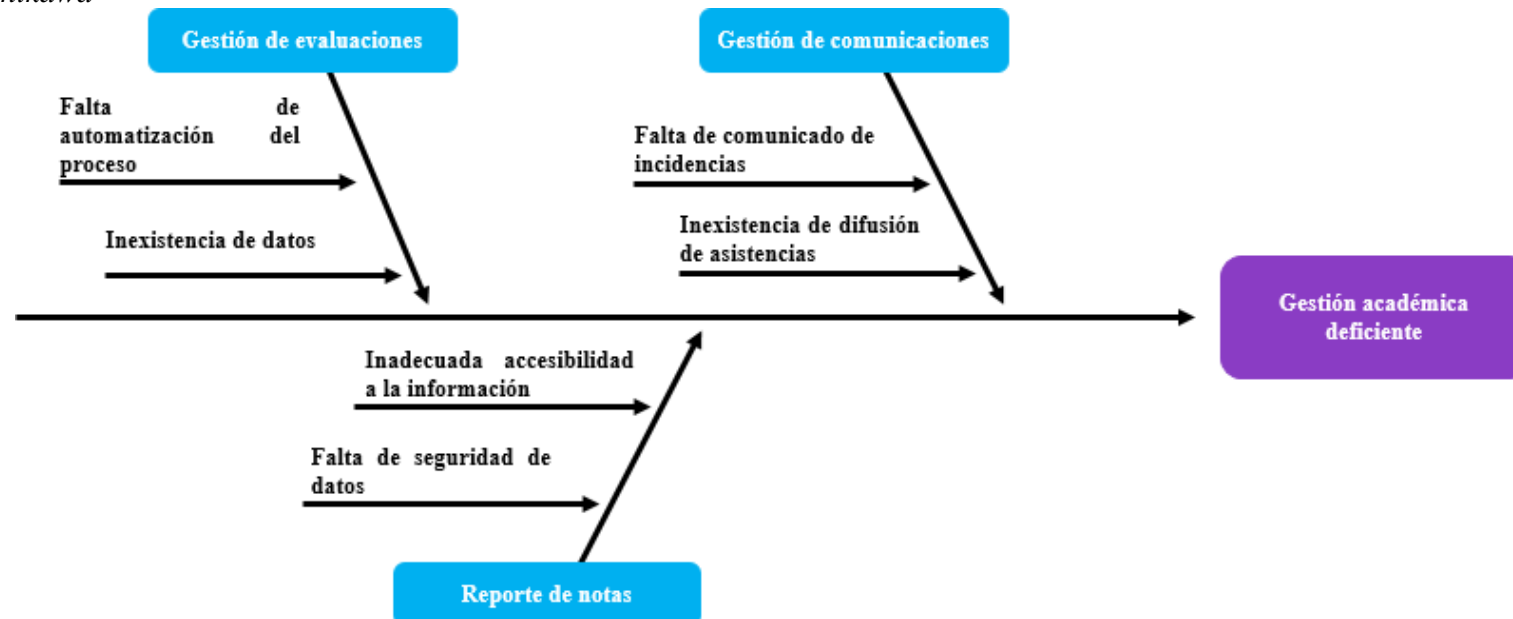 Gestión de evaluaciones
Gestión de comunicaciones
Falta de
automatización del
proceso
Falta de comunicado de
incidencias
Inexistencia de datos
Inexistencia de difusión
de asistencias
Gestión académica
deficiente
Inadecuada accesibilidad
a la información
Falta de seguridad de
datos
Reporte de notas